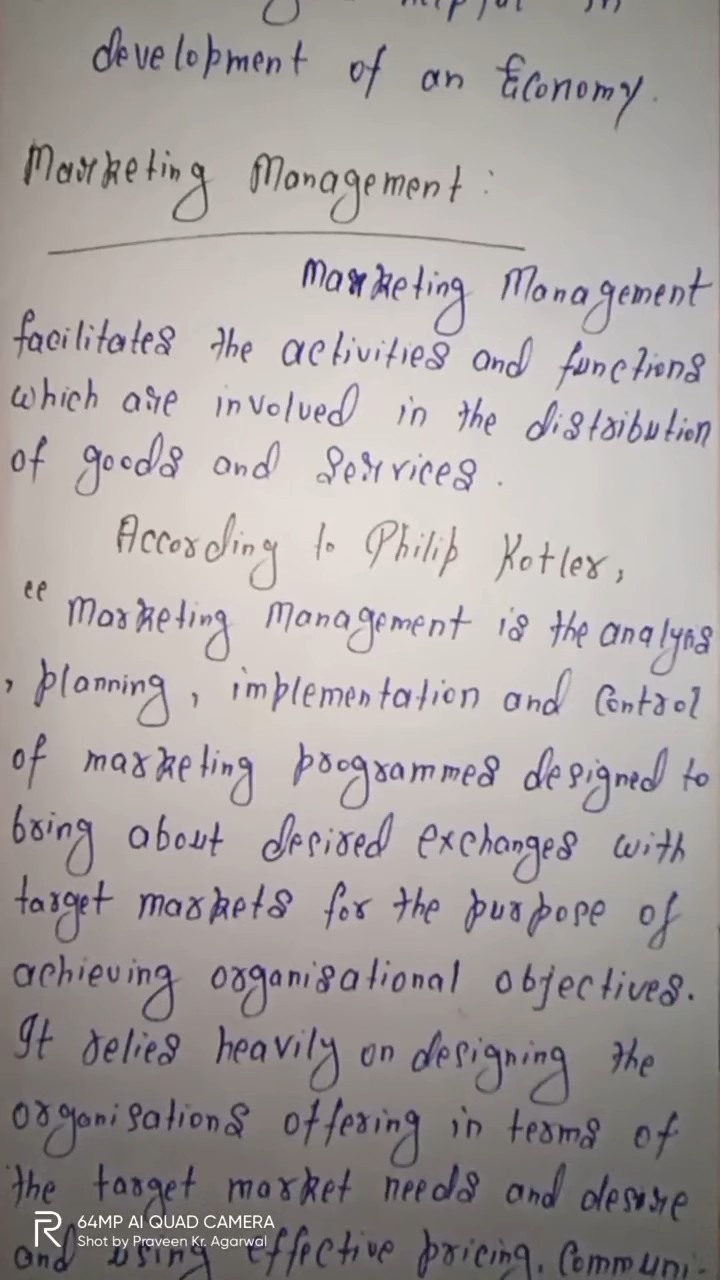 helpful in
development of an Economy.
Marketing Management :
Marketing Management
facilitates the activities and functions
which are involved in the distribution
of goods and services.
According to Philip Kotler,
"Marketing Management is the analysis
, planning, implementation and control
of marketing programmes designed to
bring about desired exchanges with
target markets for the purpose of
achieving organisational objectives.
It relies heavily on designing the
organisations offering in terms of
the target market needs and desire
and using effective pricing, Communi-
64MP AI QUAD CAMERA
Shot by Praveen Kr. Agarwal